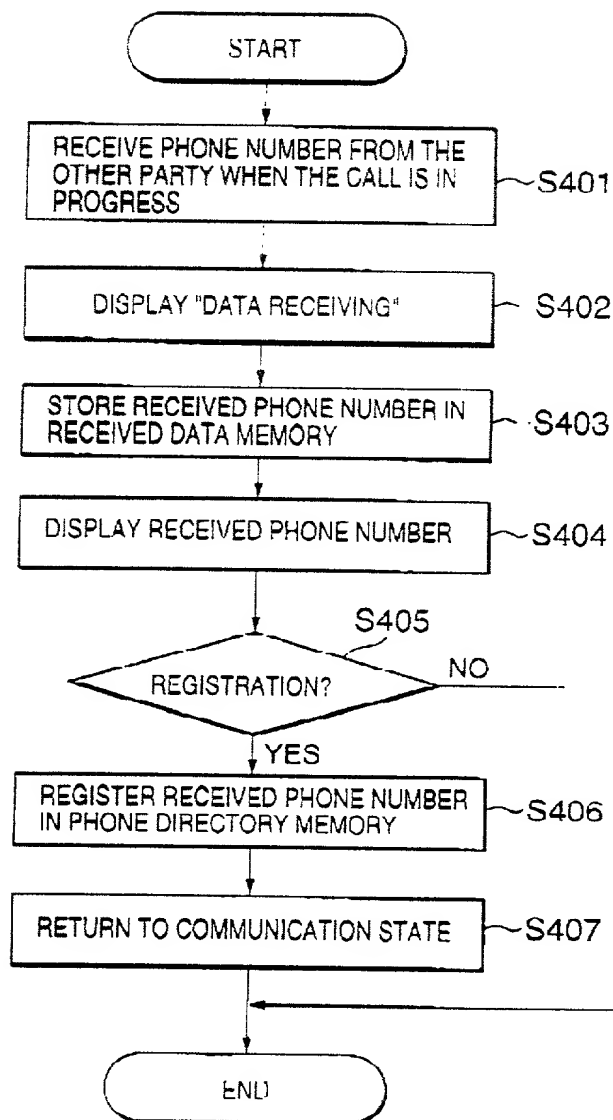 START
RECEIVE PHONE NUMBER FROM THE
OTHER PARTY WHEN THE CALL IS IN
PROGRESS
S401
DISPLAY "DATA RECEIVING"
S402
STORE RECEIVED PHONE NUMBER IN
RECEIVED DATA MEMORY
S403
DISPLAY RECEIVED PHONE NUMBER
S404
S405
REGISTRATION?
NO
YES
REGISTER RECEIVED PHONE NUMBER
IN PHONE DIRECTORY MEMORY
S406
RETURN TO COMMUNICATION STATE
S407
END